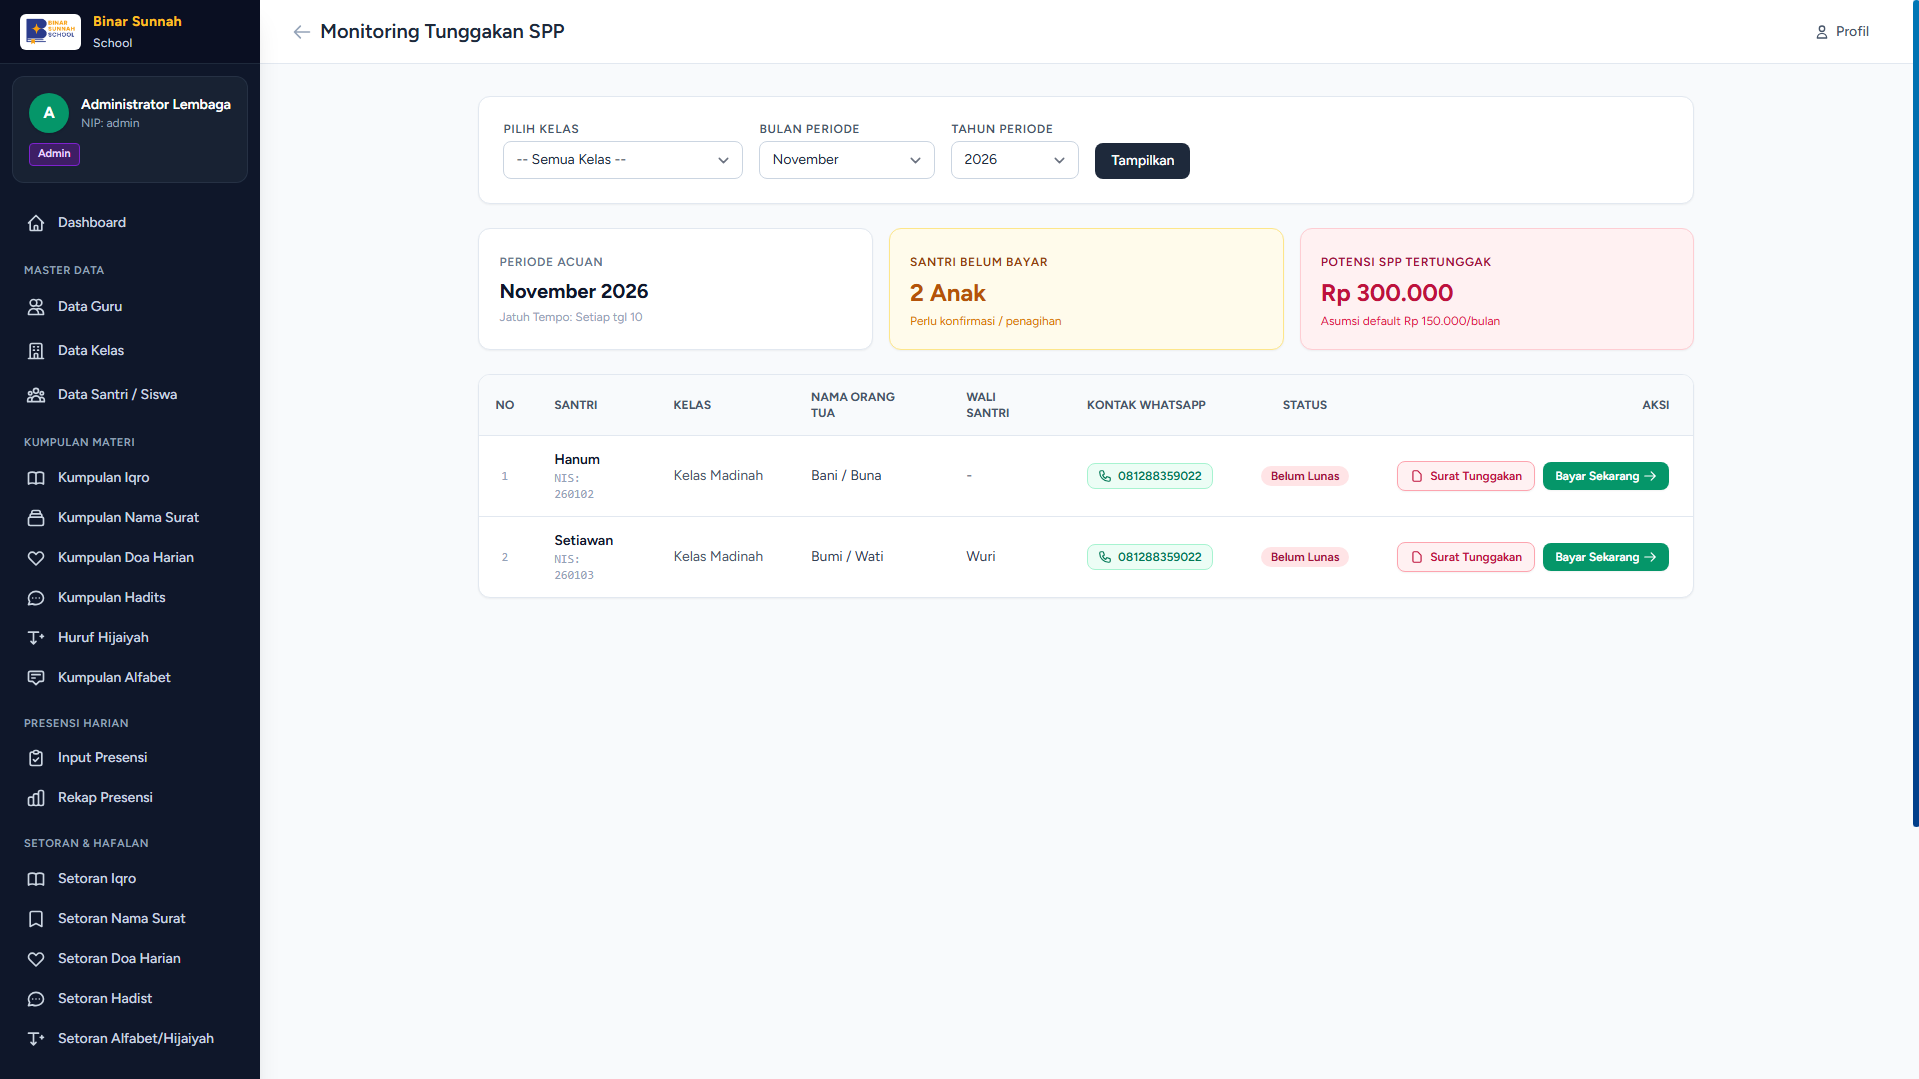 BINAR
SUNNAH
SCHOOL
Binar Sunnah
School
A
Administrator Lembaga
NIP: admin
Admin
Dashboard
MASTER DATA
Data Guru
Data Kelas
Data Santri / Siswa
KUMPULAN MATERI
Kumpulan Iqro
Kumpulan Nama Surat
Kumpulan Doa Harian
Kumpulan Hadits
Huruf Hijaiyah
Kumpulan Alfabet
PRESENSI HARIAN
Input Presensi
Rekap Presensi
SETORAN & HAFALAN
Setoran Iqro
Setoran Nama Surat
Setoran Doa Harian
Setoran Hadist
Setoran Alfabet/Hijaiyah
Monitoring Tunggakan SPP
Profil
PILIH KELAS
-- Semua Kelas --
BULAN PERIODE
November
TAHUN PERIODE
2026
Tampilkan
PERIODE ACUAN
November 2026
Jatuh Tempo: Setiap tgl 10
SANTRI BELUM BAYAR
2 Anak
Perlu konfirmasi / penagihan
POTENSI SPP TERTUNGGAK
Rp 300.000
Asumsi default Rp 150.000/bulan
NO SANTRI KELAS NAMA ORANG TUA WALI SANTRI KONTAK WHATSAPP STATUS AKSI
1 Hanum NIS: 260102 Kelas Madinah Bani / Buna - 081288359022 Belum Lunas Surat Tunggakan Bayar Sekarang →
2 Setiawan NIS: 260103 Kelas Madinah Bumi / Wati Wuri 081288359022 Belum Lunas Surat Tunggakan Bayar Sekarang →